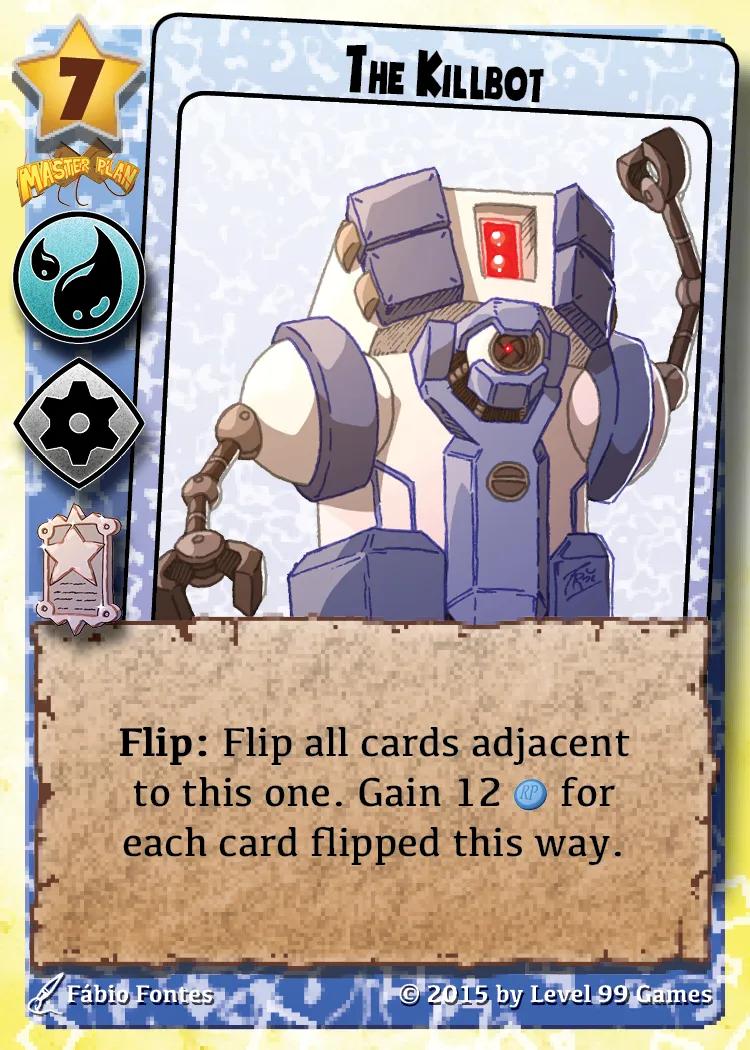 The Killbot
7
Master Plan
Flip: Flip all cards adjacent
to this one. Gain 12 RP for
each card flipped this way.
Fábio Fontes
© 2015 by Level 99 Games